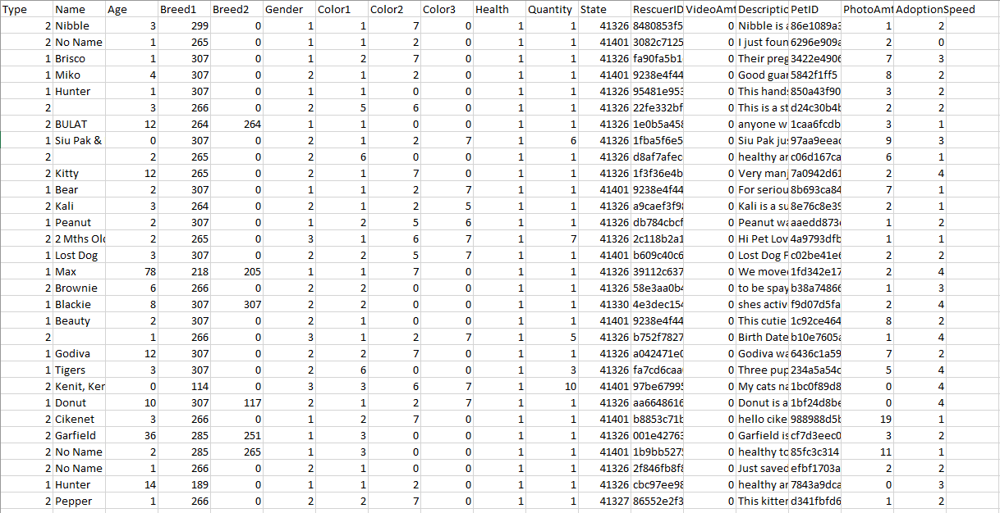 Type Name Age Breed1 Breed2 Gender Color1 Color2 Color3 Health Quantity State RescuerID VideoAmt Descriptic PetID PhotoAmt AdoptionSpeed
2 Nibble 3 299 0 1 1 7 0 1 1 41326 8480853f5 0 Nibble is a 86e1089a3 1 2
2 No Name 1 265 0 1 1 2 0 1 1 41401 3082c7125 0 I just foun 6296e909a 2 0
1 Brisco 1 307 0 1 2 7 0 1 1 41326 fa90fa5b1 0 Their preg 3422e4906 7 3
1 Miko 4 307 0 2 1 2 0 1 1 41401 9238e4f44 0 Good guar 5842f1ff5 8 2
1 Hunter 1 307 0 1 1 0 0 1 1 41326 95481e953 0 This hands 850a43f90 3 2
2 3 266 0 2 5 6 0 1 1 41326 22fe332bf 0 This is a st d24c30b4b 2 2
2 BULAT 12 264 264 1 1 0 0 1 1 41326 1e0b5a458 0 anyone w 1caa6fcdb 3 1
1 Siu Pak & 0 307 0 2 1 2 7 1 6 41326 1fba5f6e5 0 Siu Pak jus 97aa9eeac 9 3
2 2 265 0 2 6 0 0 1 1 41326 d8af7afec 0 healthy ar c06d167ca 6 1
2 Kitty 12 265 0 2 1 7 0 1 1 41326 1f3f36e4b 0 Very manj 7a0942d61 2 4
1 Bear 2 307 0 1 1 2 7 1 1 41401 9238e4f44 0 For seriou 8b693ca84 7 1
2 Kali 3 264 0 2 1 2 5 1 1 41326 a9caef3f98 0 Kali is a su 8e76c8e39 2 1
1 Peanut 2 307 0 1 2 5 6 1 1 41326 db784cbcf 0 Peanut wa aaedd873d 1 2
2 2 Mths Old 2 265 0 3 1 6 7 1 7 41326 2c118b2a1 0 Hi Pet Lov 4a9793dfb 1 1
1 Lost Dog 3 307 0 2 2 5 7 1 1 41401 b609c40c6 0 Lost Dog F c02be41e6 2 2
1 Max 78 218 205 1 1 7 0 1 1 41326 39112c637 0 We move 1fd342e17 2 4
2 Brownie 6 266 0 2 2 0 0 1 1 41326 58e3aa0b4 0 to be spay b38a74866 1 3
1 Blackie 8 307 307 2 2 0 0 1 1 41330 4e3dec154 0 shes activ f9d07d5fa 2 4
1 Beauty 2 307 0 2 1 0 0 1 1 41401 9238e4f44 0 This cutie 1c92ce464 8 2
2 1 266 0 3 1 2 7 1 5 41326 b752f7827 0 Birth Date b10e7605a 1 4
1 Godiva 12 307 0 2 2 7 0 1 1 41326 a042471e0 0 Godiva wa 6436c1a59 7 2
1 Tigers 3 307 0 2 6 0 0 1 3 41326 fa7cd6caa 0 Three pup 234a5a54d 5 4
2 Kenit, Ker 0 114 0 3 3 6 7 1 10 41401 97be67995 0 My cats na 1bc0f89d8 0 4
1 Donut 10 307 117 2 1 2 7 1 1 41326 aa6648616 0 Donut is a 1bf24d8be 0 4
2 Cikenet 3 266 0 1 2 7 0 1 1 41401 b8853c71b 0 hello cike 988988d5b 19 1
2 Garfield 36 285 251 1 3 0 0 1 1 41326 001e42763 0 Garfield is cf7d3eec0 3 2
2 No Name 2 285 265 1 3 0 0 1 1 41401 1b9bb5275 0 healthy to 85fc3c314 11 1
2 No Name 1 266 0 2 1 0 0 1 1 41326 2f846fb8f8 0 Just saved efbf1703a 2 2
1 Hunter 14 189 0 1 1 2 0 1 1 41326 cbc97ee98 0 healthy ar 7843a9dca 0 3
2 Pepper 1 266 0 2 2 7 0 1 1 41327 86552e2f3 0 This kitter d341fbfd6 1 2